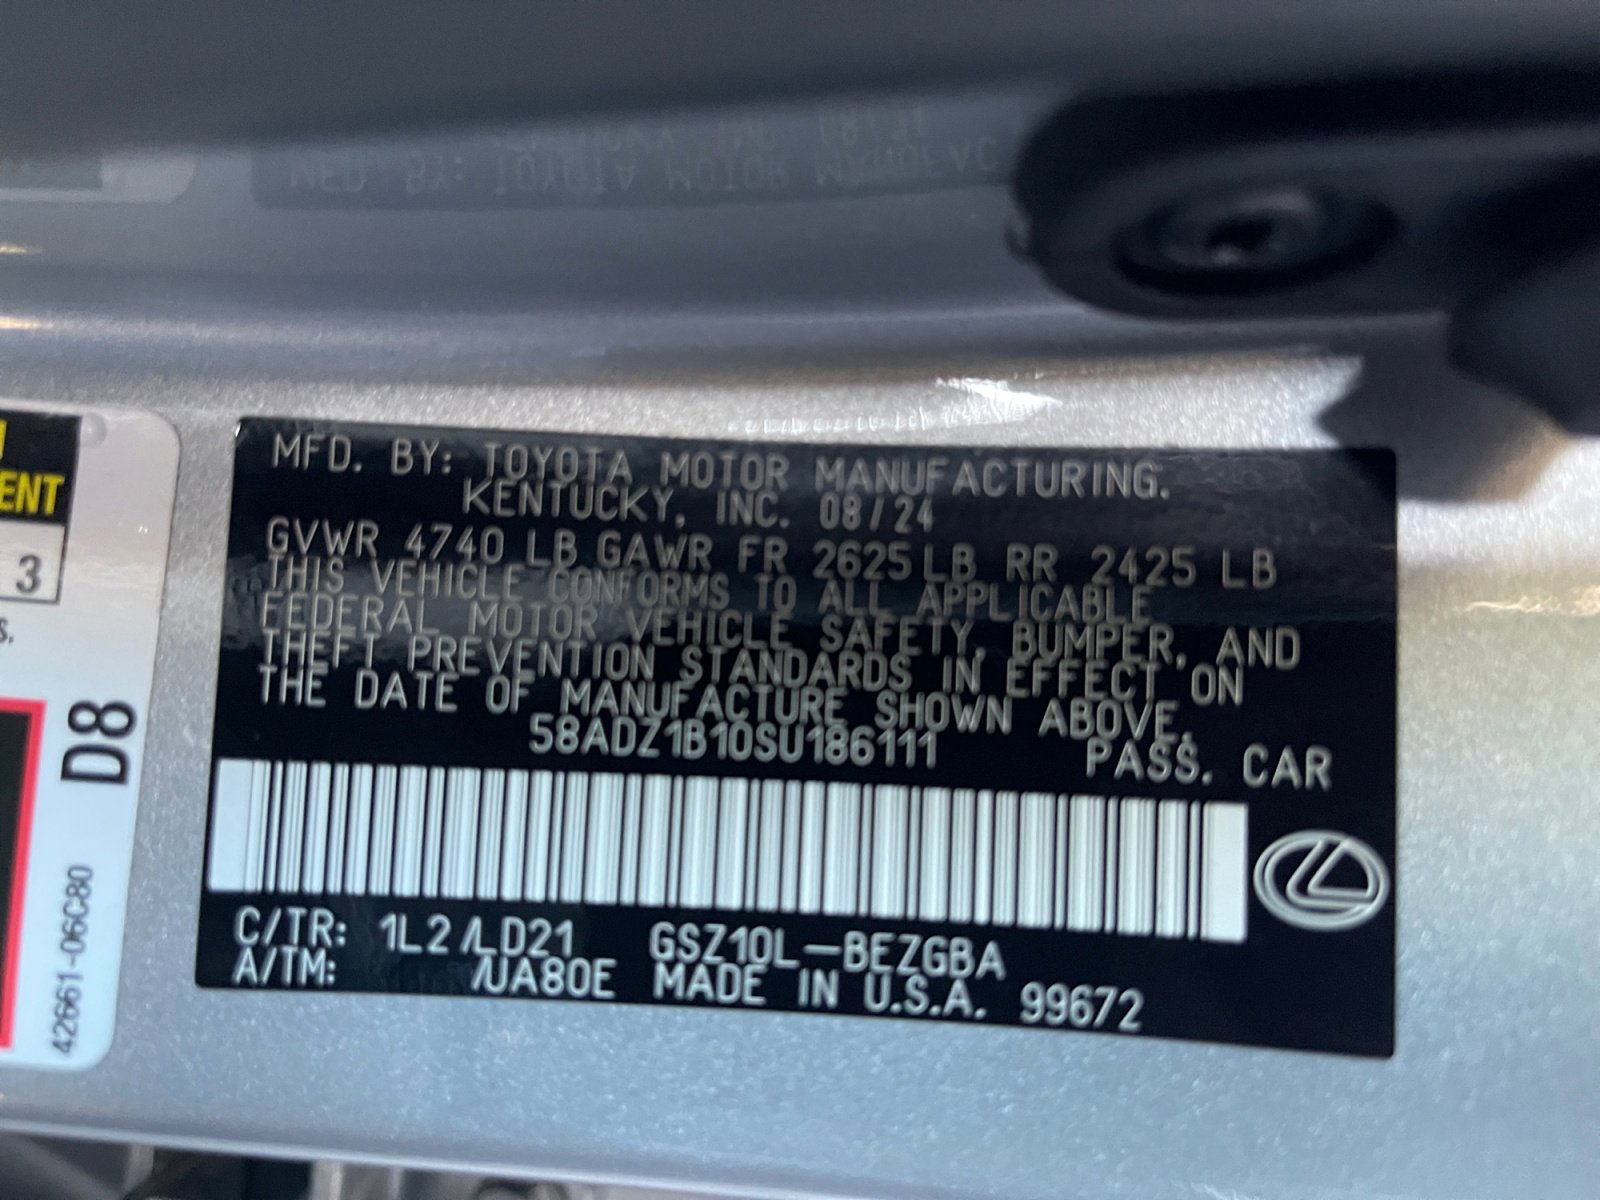 ENT
3
S.
D8
42661-06C80
MFD. BY: TOYOTA MOTOR MANUFACTURING.
KENTUCKY, INC. 08/24
GVWR 4740 LB GAWR FR 2625 LB RR 2425 LB
THIS VEHICLE CONFORMS TO ALL APPLICABLE
FEDERAL MOTOR VEHICLE SAFETY, BUMPER, AND
THEFT PREVENTION STANDARDS IN EFFECT ON
THE DATE OF MANUFACTURE SHOWN ABOVE.
58ADZ1B10SU186111 PASS. CAR
C/TR: 1L2/LD21 GSZ10L-BEZGBA
A/TM: /UA80E MADE IN U.S.A. 99672